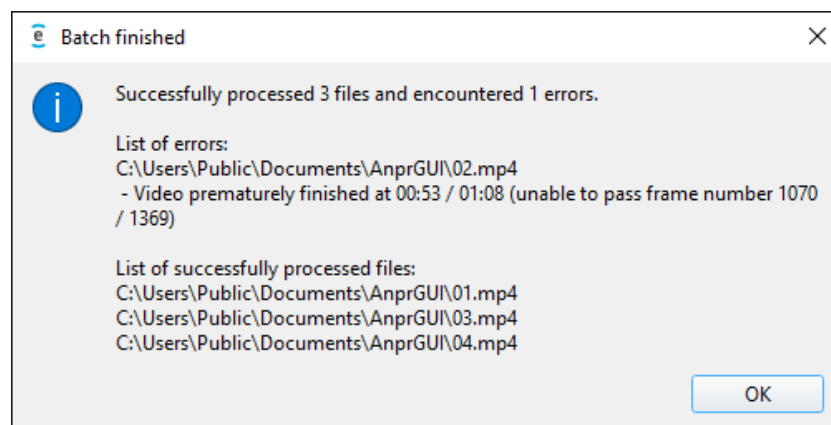 e Batch finished
Successfully processed 3 files and encountered 1 errors.
List of errors:
C:\Users\Public\Documents\AnprGUI\02.mp4
- Video prematurely finished at 00:53 / 01:08 (unable to pass frame number 1070
/ 1369)
List of successfully processed files:
C:\Users\Public\Documents\AnprGUI\01.mp4
C:\Users\Public\Documents\AnprGUI\03.mp4
C:\Users\Public\Documents\AnprGUI\04.mp4
OK